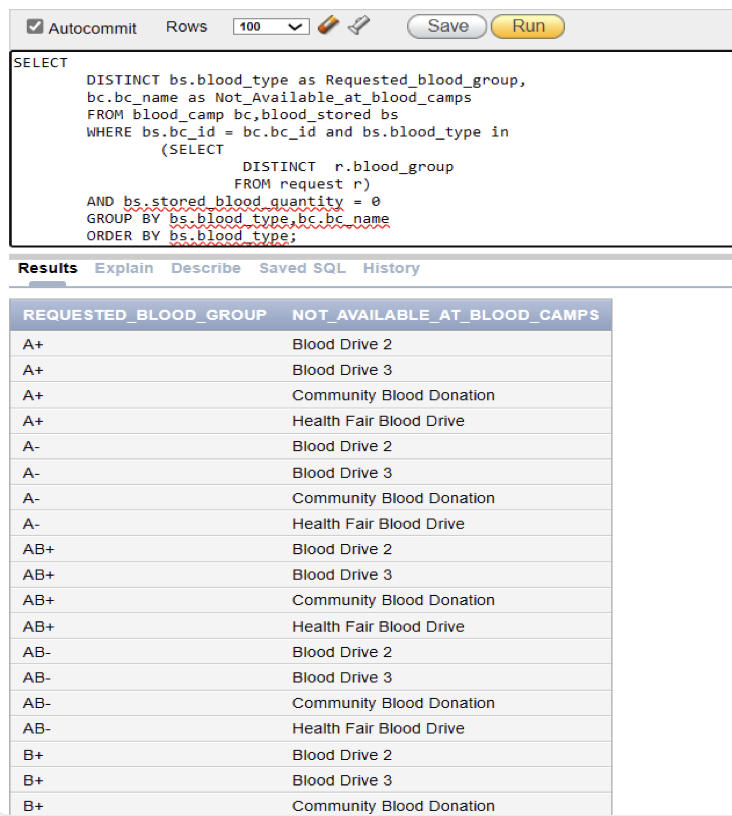 Autocommit Rows 100 Save Run
SELECT
DISTINCT bs.blood_type as Requested_blood_group,
bc.bc_name as Not_Available_at_blood_camps
FROM blood_camp bc,blood_stored bs
WHERE bs.bc_id = bc.bc_id and bs.blood_type in
(SELECT
DISTINCT r.blood_group
FROM request r)
AND bs.stored_blood_quantity = 0
GROUP BY bs.blood_type,bc.bc_name
ORDER BY bs.blood_type;
Results Explain Describe Saved SQL History
REQUESTED_BLOOD_GROUP NOT_AVAILABLE_AT_BLOOD_CAMPS
A+ Blood Drive 2
A+ Blood Drive 3
A+ Community Blood Donation
A+ Health Fair Blood Drive
A- Blood Drive 2
A- Blood Drive 3
A- Community Blood Donation
A- Health Fair Blood Drive
AB+ Blood Drive 2
AB+ Blood Drive 3
AB+ Community Blood Donation
AB+ Health Fair Blood Drive
AB- Blood Drive 2
AB- Blood Drive 3
AB- Community Blood Donation
AB- Health Fair Blood Drive
B+ Blood Drive 2
B+ Blood Drive 3
B+ Community Blood Donation